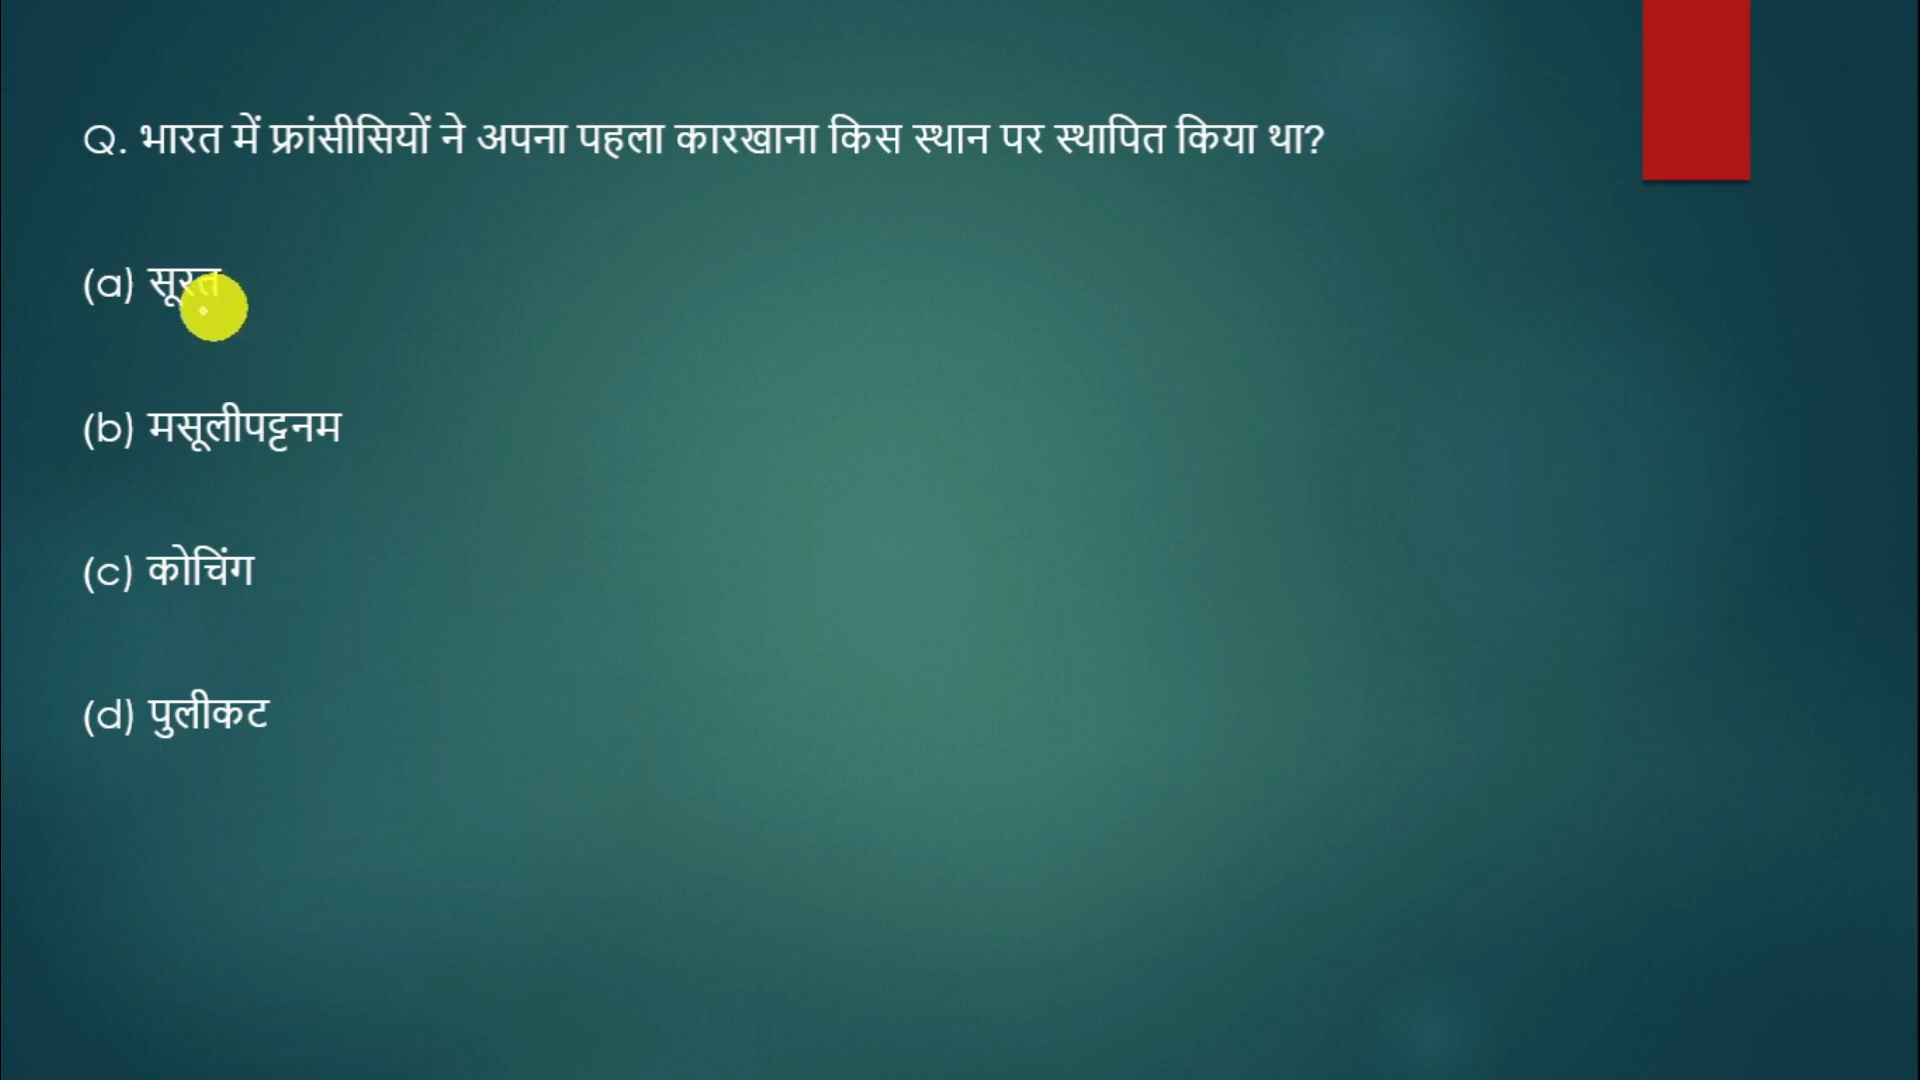 Q. भारत में फ्रांसीसियों ने अपना पहला कारखाना किस स्थान पर स्थापित किया था?
(a) सूरत
(b) मसूलीपट्टनम
(c) कोचिंग
(d) पुलीकट